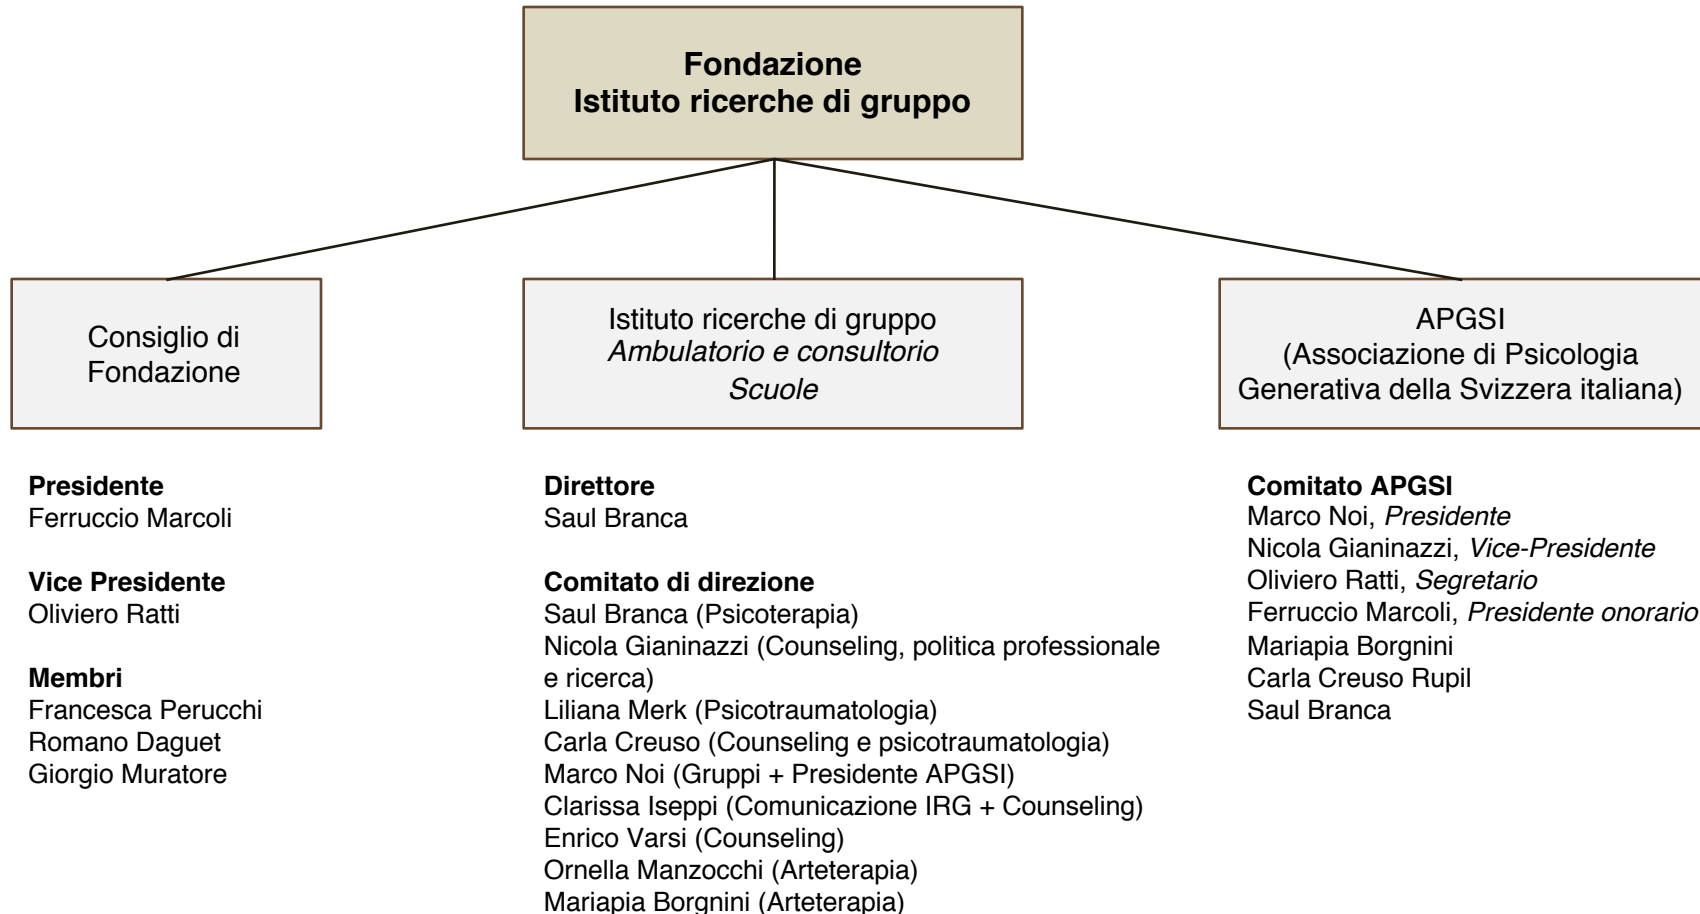 Fondazione
Istituto ricerche di gruppo
Consiglio di
Fondazione
Istituto ricerche di gruppo
Ambulatorio e consultorio
Scuole
APGSI
(Associazione di Psicologia
Generativa della Svizzera italiana)
Presidente
Ferruccio Marcoli
Vice Presidente
Oliviero Ratti
Membri
Francesca Perucchi
Romano Daguet
Giorgio Muratore
Direttore
Saul Branca
Comitato di direzione
Saul Branca (Psicoterapia)
Nicola Gianinazzi (Counseling, politica professionale
e ricerca)
Liliana Merk (Psicotraumatologia)
Carla Creuso (Counseling e psicotraumatologia)
Marco Noi (Gruppi + Presidente APGSI)
Clarissa Iseppi (Comunicazione IRG + Counseling)
Enrico Varsi (Counseling)
Ornella Manzocchi (Arteterapia)
Mariapia Borgnini (Arteterapia)
Comitato APGSI
Marco Noi, Presidente
Nicola Gianinazzi, Vice-Presidente
Oliviero Ratti, Segretario
Ferruccio Marcoli, Presidente onorario
Mariapia Borgnini
Carla Creuso Rupil
Saul Branca